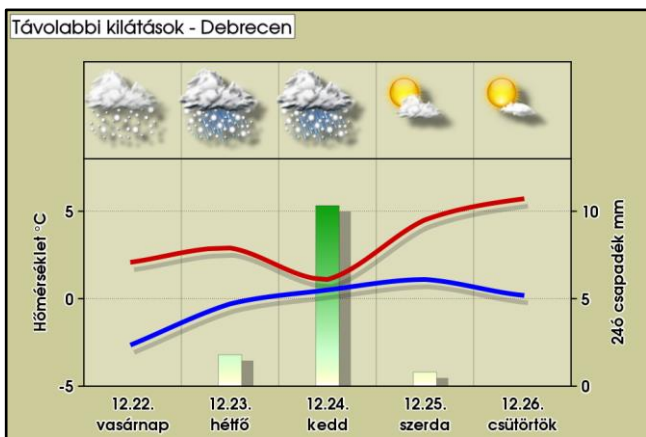 Távolabbi kilátások - Debrecen
Hőmérséklet °C
5
0
-5
10
5
0
24ó csapadék mm
12.22. 12.23. 12.24. 12.25. 12.26.
vasárnap hétfő kedd szerda csütörtök